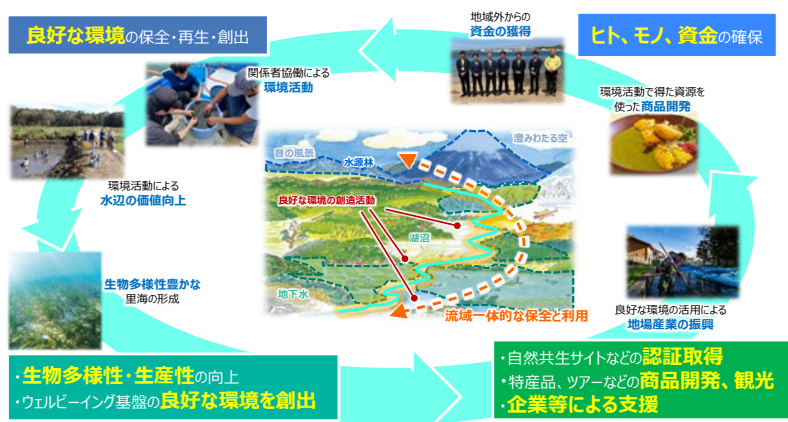 良好な環境の保全・再生・創出
地域外からの
資金の獲得
ヒト、モノ、資金の確保
関係者協働による
環境活動
環境活動で得た資源を
使った商品開発
音の風景
水源林
澄みわたる空
環境活動による
水辺の価値向上
良好な環境の創造活動
湖沼
生物多様性豊かな
里海の形成
地下水
流域一体的な保全と利用
良好な環境の活用による
地場産業の振興
・生物多様性・生産性の向上
・ウェルビーイング基盤の良好な環境を創出
・自然共生サイトなどの認証取得
・特産品、ツアーなどの商品開発、観光
・企業等による支援